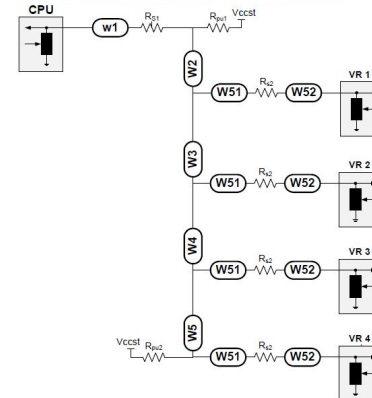 CPU
w1
RS1
Rpu1
Vccst
W2
VR 1
W51
Rs2
W52
W3
VR 2
W51
Rs2
W52
W4
VR 3
W51
Rs2
W52
W5
VR 4
Vccst
Rpu2
W51
Rs2
W52